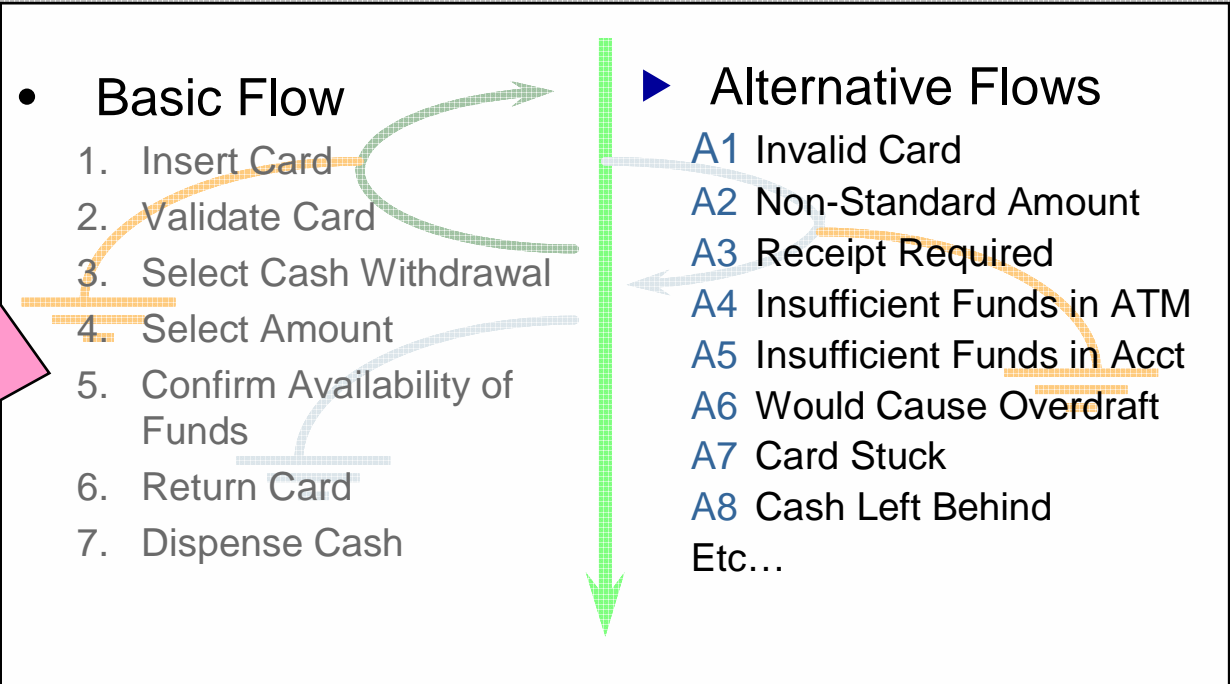 • Basic Flow
1. Insert Card
2. Validate Card
3. Select Cash Withdrawal
4. Select Amount
5. Confirm Availability of
Funds
6. Return Card
7. Dispense Cash
▶ Alternative Flows
A1 Invalid Card
A2 Non-Standard Amount
A3 Receipt Required
A4 Insufficient Funds in ATM
A5 Insufficient Funds in Acct
A6 Would Cause Overdraft
A7 Card Stuck
A8 Cash Left Behind
Etc…